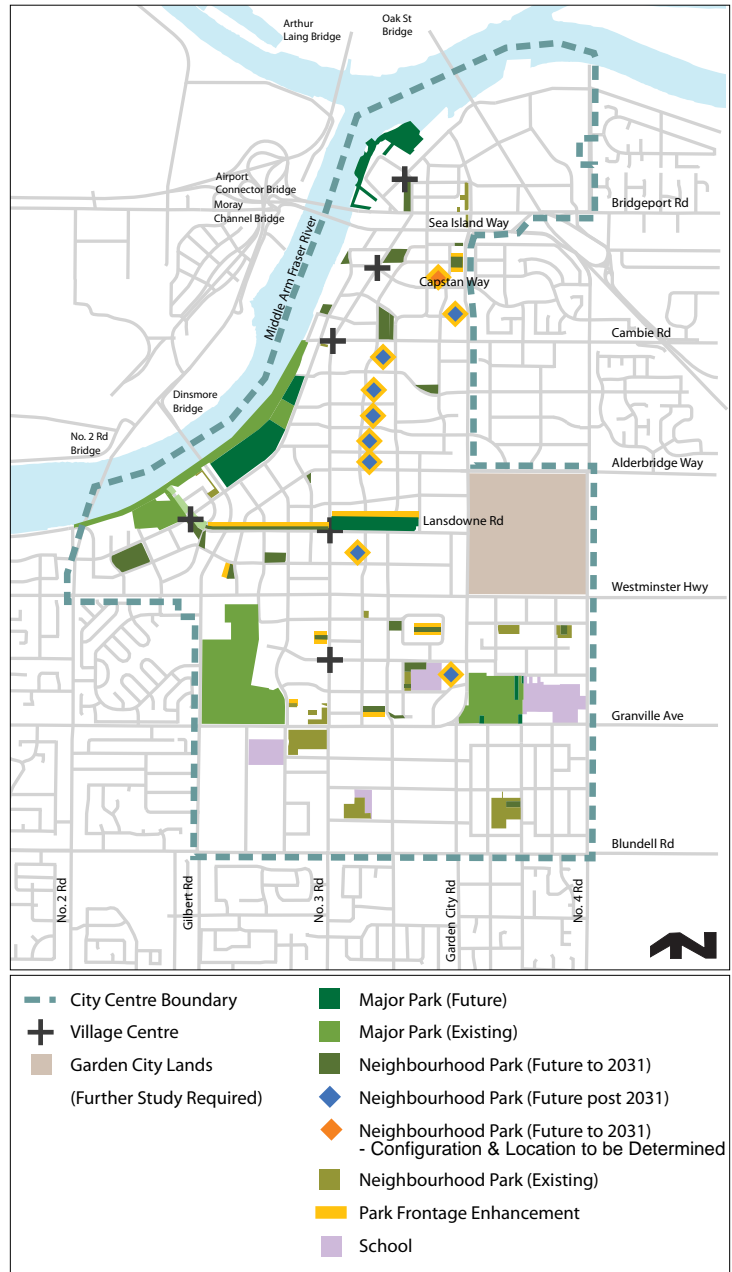 Arthur
Laing Bridge
Oak St
Bridge
Airport
Connector Bridge
Moray
Channel Bridge
Bridgeport Rd
Sea Island Way
Middle Arm Fraser River
Capstan Way
Cambie Rd
Dinsmore
Bridge
No. 2 Rd
Bridge
Alderbridge Way
Lansdowne Rd
Westminster Hwy
Granville Ave
Blundell Rd
No. 2 Rd
Gilbert Rd
No. 3 Rd
Garden City Rd
No. 4 Rd
N
City Centre Boundary
Village Centre
Garden City Lands
(Further Study Required)
Major Park (Future)
Major Park (Existing)
Neighbourhood Park (Future to 2031)
Neighbourhood Park (Future post 2031)
Neighbourhood Park (Future to 2031)
- Configuration & Location to be Determined
Neighbourhood Park (Existing)
Park Frontage Enhancement
School